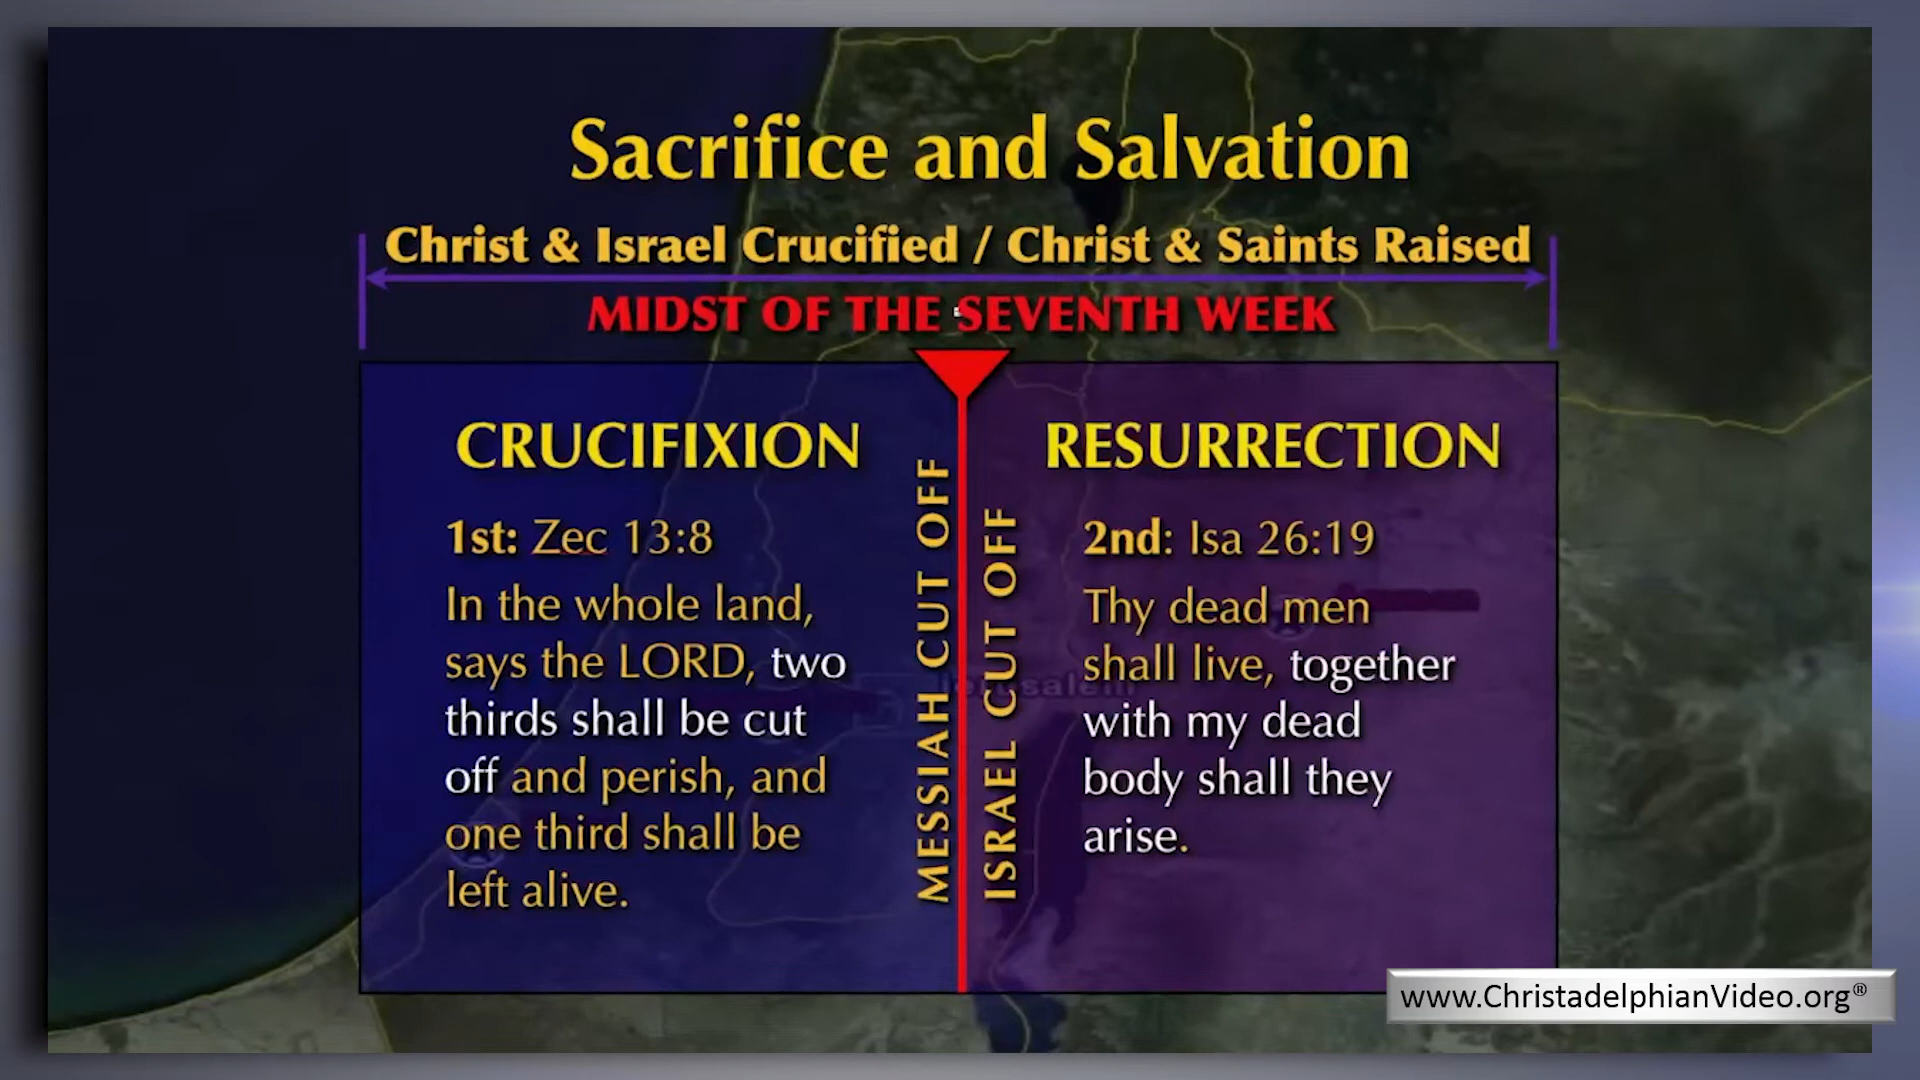 Sacrifice and Salvation
Christ & Israel Crucified / Christ & Saints Raised
MIDST OF THE SEVENTH WEEK
CRUCIFIXION
1st: Zec 13:8
In the whole land,
says the LORD, two
thirds shall be cut
off and perish, and
one third shall be
left alive.
MESSIAH CUT OFF
ISRAEL CUT OFF
RESURRECTION
2nd: Isa 26:19
Thy dead men
shall live, together
with my dead
body shall they
arise.
Jerusalem
www.ChristadelphianVideo.org®